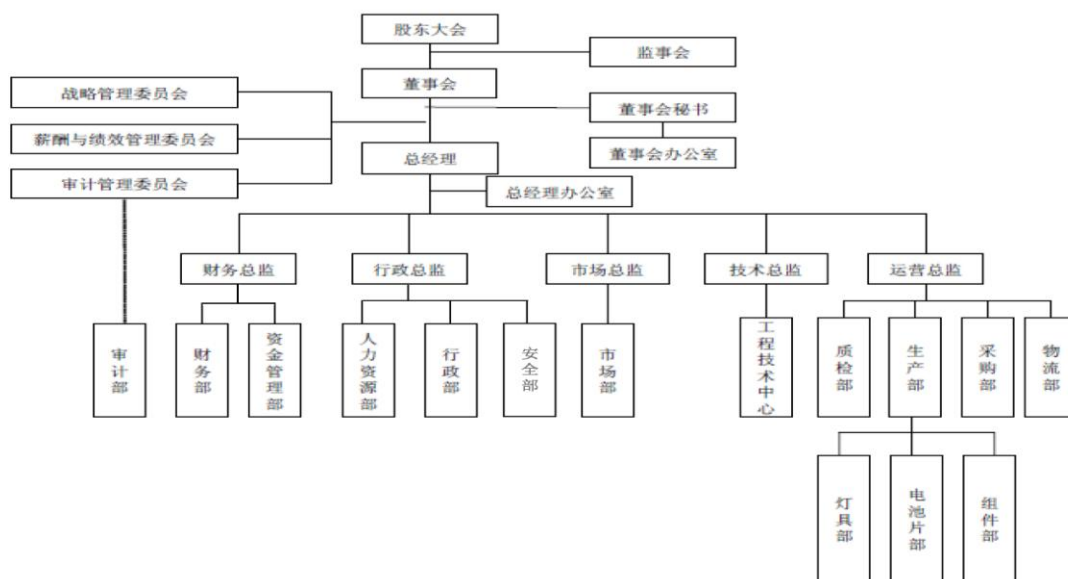 股东大会
监事会
董事会
战略管理委员会
董事会秘书
薪酬与绩效管理委员会
总经理
董事会办公室
审计管理委员会
总经理办公室
财务总监
行政总监
市场总监
技术总监
运营总监
审计部
财务部
资金管理部
人力资源部
行政部
安全部
市场部
工程技术中心
质检部
生产部
采购部
物流部
灯具部
电池片部
组件部